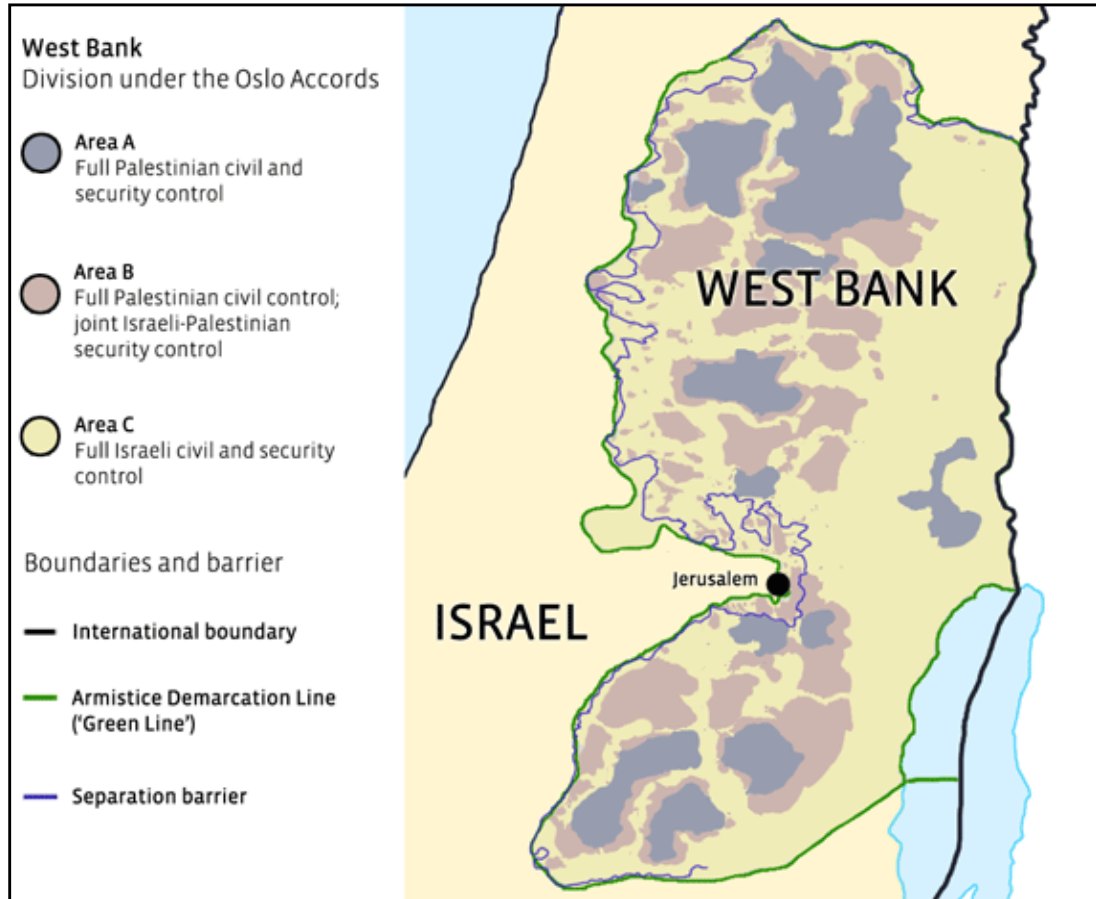 West Bank
Division under the Oslo Accords
Area A
Full Palestinian civil and
security control
Area B
Full Palestinian civil control;
joint Israeli-Palestinian
security control
Area C
Full Israeli civil and security
control
Boundaries and barrier
International boundary
Armistice Demarcation Line
(‘Green Line’)
Separation barrier
WEST BANK
Jerusalem
ISRAEL